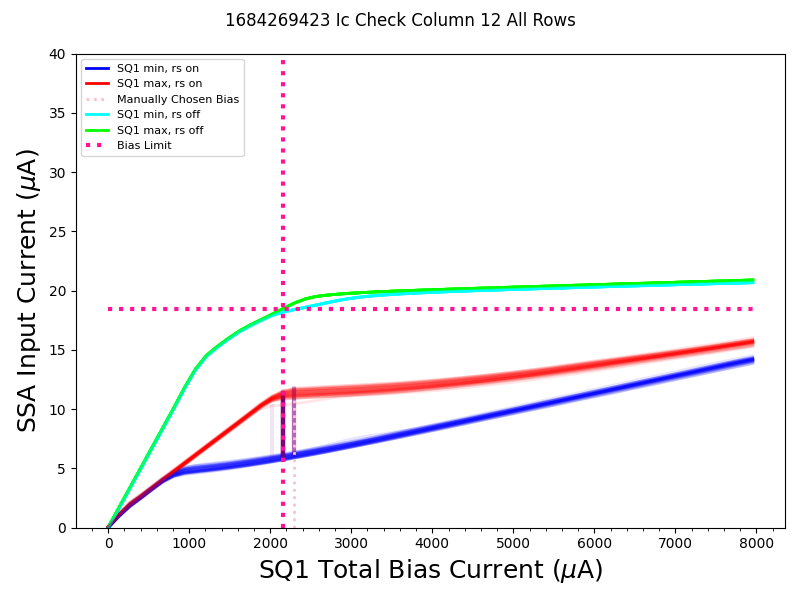 1684269423 Ic Check Column 12 All Rows
SQ1 min, rs on
SQ1 max, rs on
Manually Chosen Bias
SQ1 min, rs off
SQ1 max, rs off
Bias Limit
SSA Input Current (μA)
40
35
30
25
20
15
10
5
0
0 1000 2000 3000 4000 5000 6000 7000 8000
SQ1 Total Bias Current (μA)